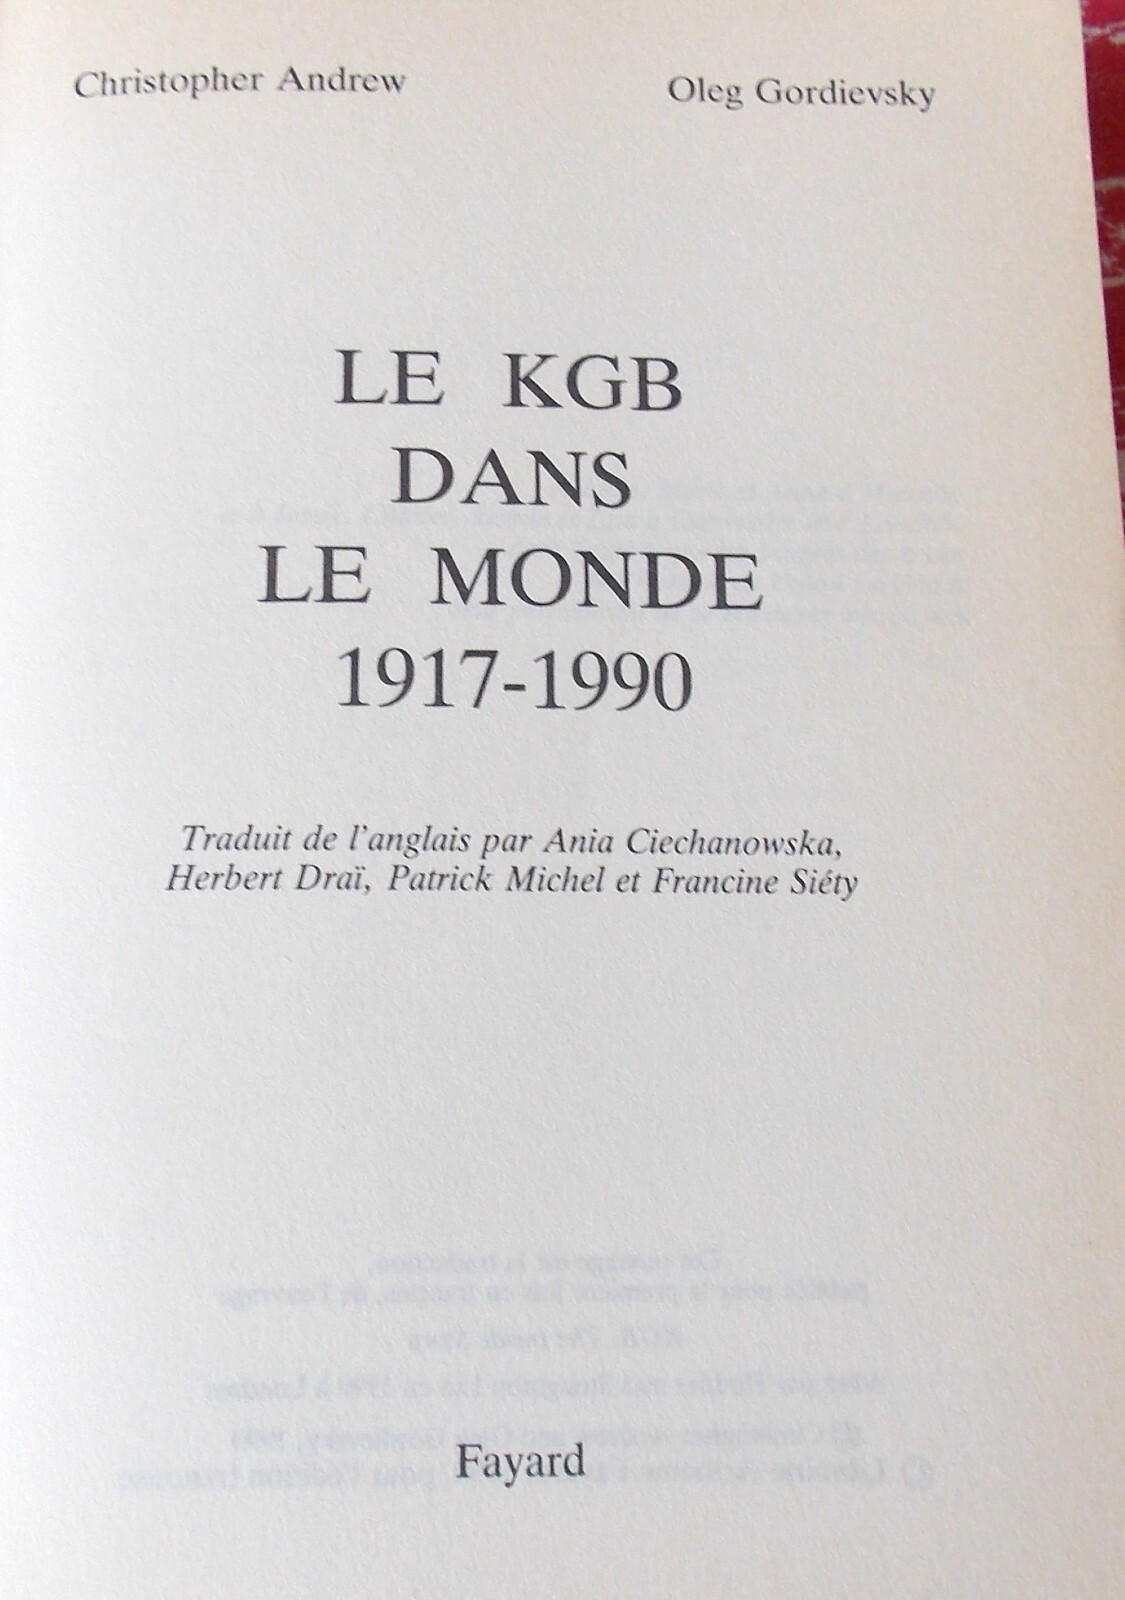 Christopher Andrew Oleg Gordievsky
LE KGB
DANS
LE MONDE
1917-1990
Traduit de l'anglais par Ania Ciechanowska,
Herbert Draï, Patrick Michel et Francine Siéty
Fayard